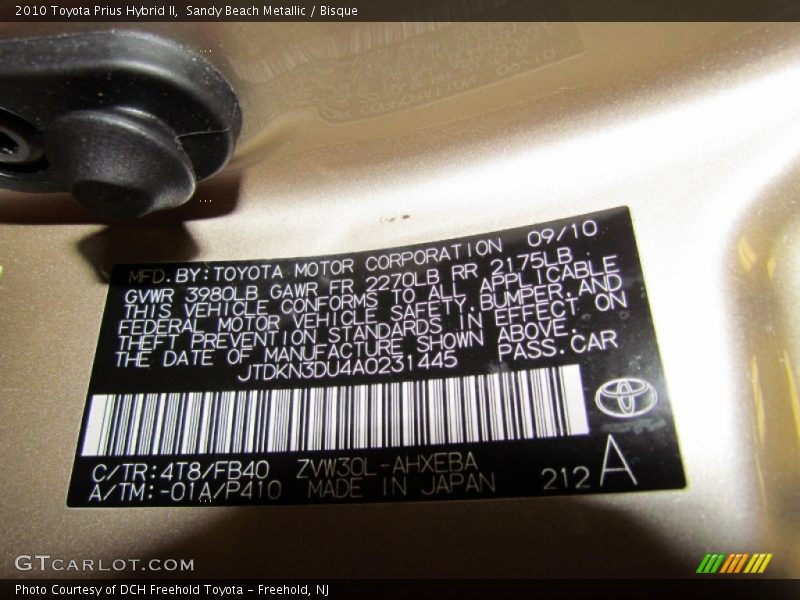 2010 Toyota Prius Hybrid II,  Sandy Beach Metallic / Bisque
MFD. BY: TOYOTA MOTOR CORPORATION 09/10
GVWR 3980LB GAWR FR 2270LB RR 2175LB
THIS VEHICLE CONFORMS TO ALL APPLICABLE
FEDERAL MOTOR VEHICLE SAFETY, BUMPER, AND
THEFT PREVENTION STANDARDS IN EFFECT ON
THE DATE OF MANUFACTURE SHOWN ABOVE.
JTDKN3DU4A0231445 PASS. CAR
C/TR: 4T8/FB40 ZVW30L-AHXEBA
A/TM: -01A/P410 MADE IN JAPAN 212 A
GTCARLOT.COM
Photo Courtesy of DCH Freehold Toyota - Freehold, NJ